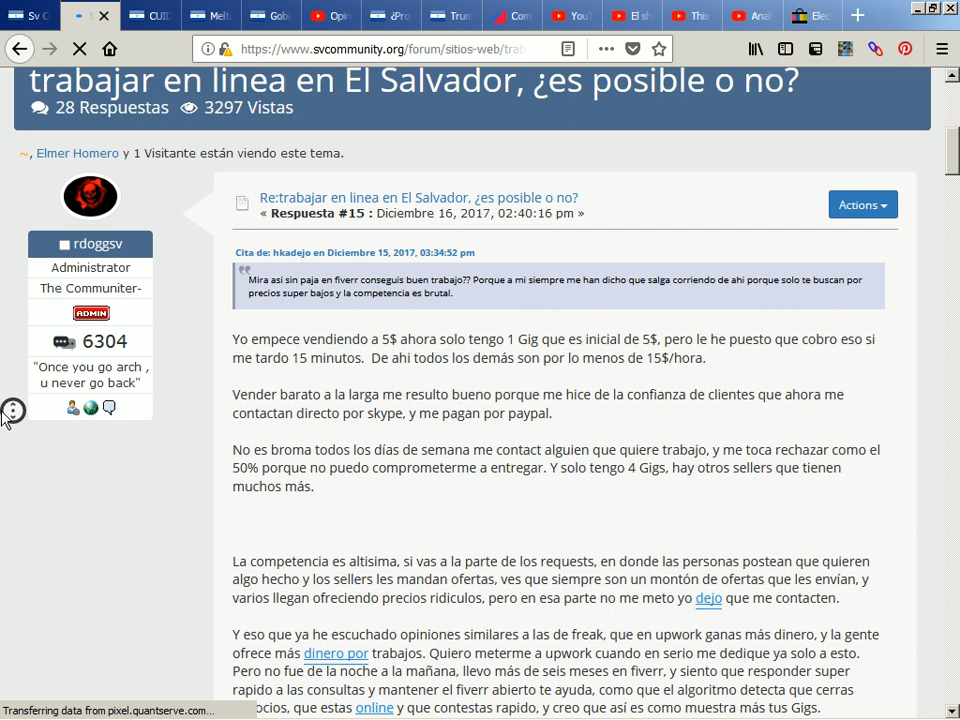 Sv C
CUID
Melt
Gobi
Opin
¿Pro
Trum
Com
YouT
El sh
This
Anal
Elec
https://www.svcommunity.org/forum/sitios-web/trab
trabajar en linea en El Salvador, ¿es posible o no?
28 Respuestas 3297 Vistas
~, Elmer Homero y 1 Visitante están viendo este tema.
rdoggsv
Administrator
The Communiter-
ADMIN
6304
"Once you go arch ,
u never go back"
Re:trabajar en linea en El Salvador, ¿es posible o no?
« Respuesta #15 : Diciembre 16, 2017, 02:40:16 pm »
Actions
Cita de: hkadejo en Diciembre 15, 2017, 03:34:52 pm
Mira asi sin paja en fiverr conseguis buen trabajo?? Porque a mi siempre me han dicho que salga corriendo de ahi porque solo te buscan por
precios super bajos y la competencia es brutal.
Yo empece vendiendo a 5$ ahora solo tengo 1 Gig que es inicial de 5$, pero le he puesto que cobro eso si
me tardo 15 minutos. De ahi todos los demás son por lo menos de 15$/hora.
Vender barato a la larga me resulto bueno porque me hice de la confianza de clientes que ahora me
contactan directo por skype, y me pagan por paypal.
No es broma todos los días de semana me contact alguien que quiere trabajo, y me toca rechazar como el
50% porque no puedo comprometerme a entregar. Y solo tengo 4 Gigs, hay otros sellers que tienen
muchos más.
La competencia es altisima, si vas a la parte de los requests, en donde las personas postean que quieren
algo hecho y los sellers les mandan ofertas, ves que siempre son un montón de ofertas que les envían, y
varios llegan ofreciendo precios ridiculos, pero en esa parte no me meto yo dejo que me contacten.
Y eso que ya he escuchado opiniones similares a las de freak, que en upwork ganas más dinero, y la gente
ofrece más dinero por trabajos. Quiero meterme a upwork cuando en serio me dedique ya solo a esto.
Pero no fue de la noche a la mañana, llevo más de seis meses en fiverr, y siento que responder super
rapido a las consultas y mantener el fiverr abierto te ayuda, como que el algoritmo detecta que cerras
ocios, que estas online y que contestas rapido, y creo que así es como muestra más tus Gigs.
Transferring data from pixel.quantserve.com...